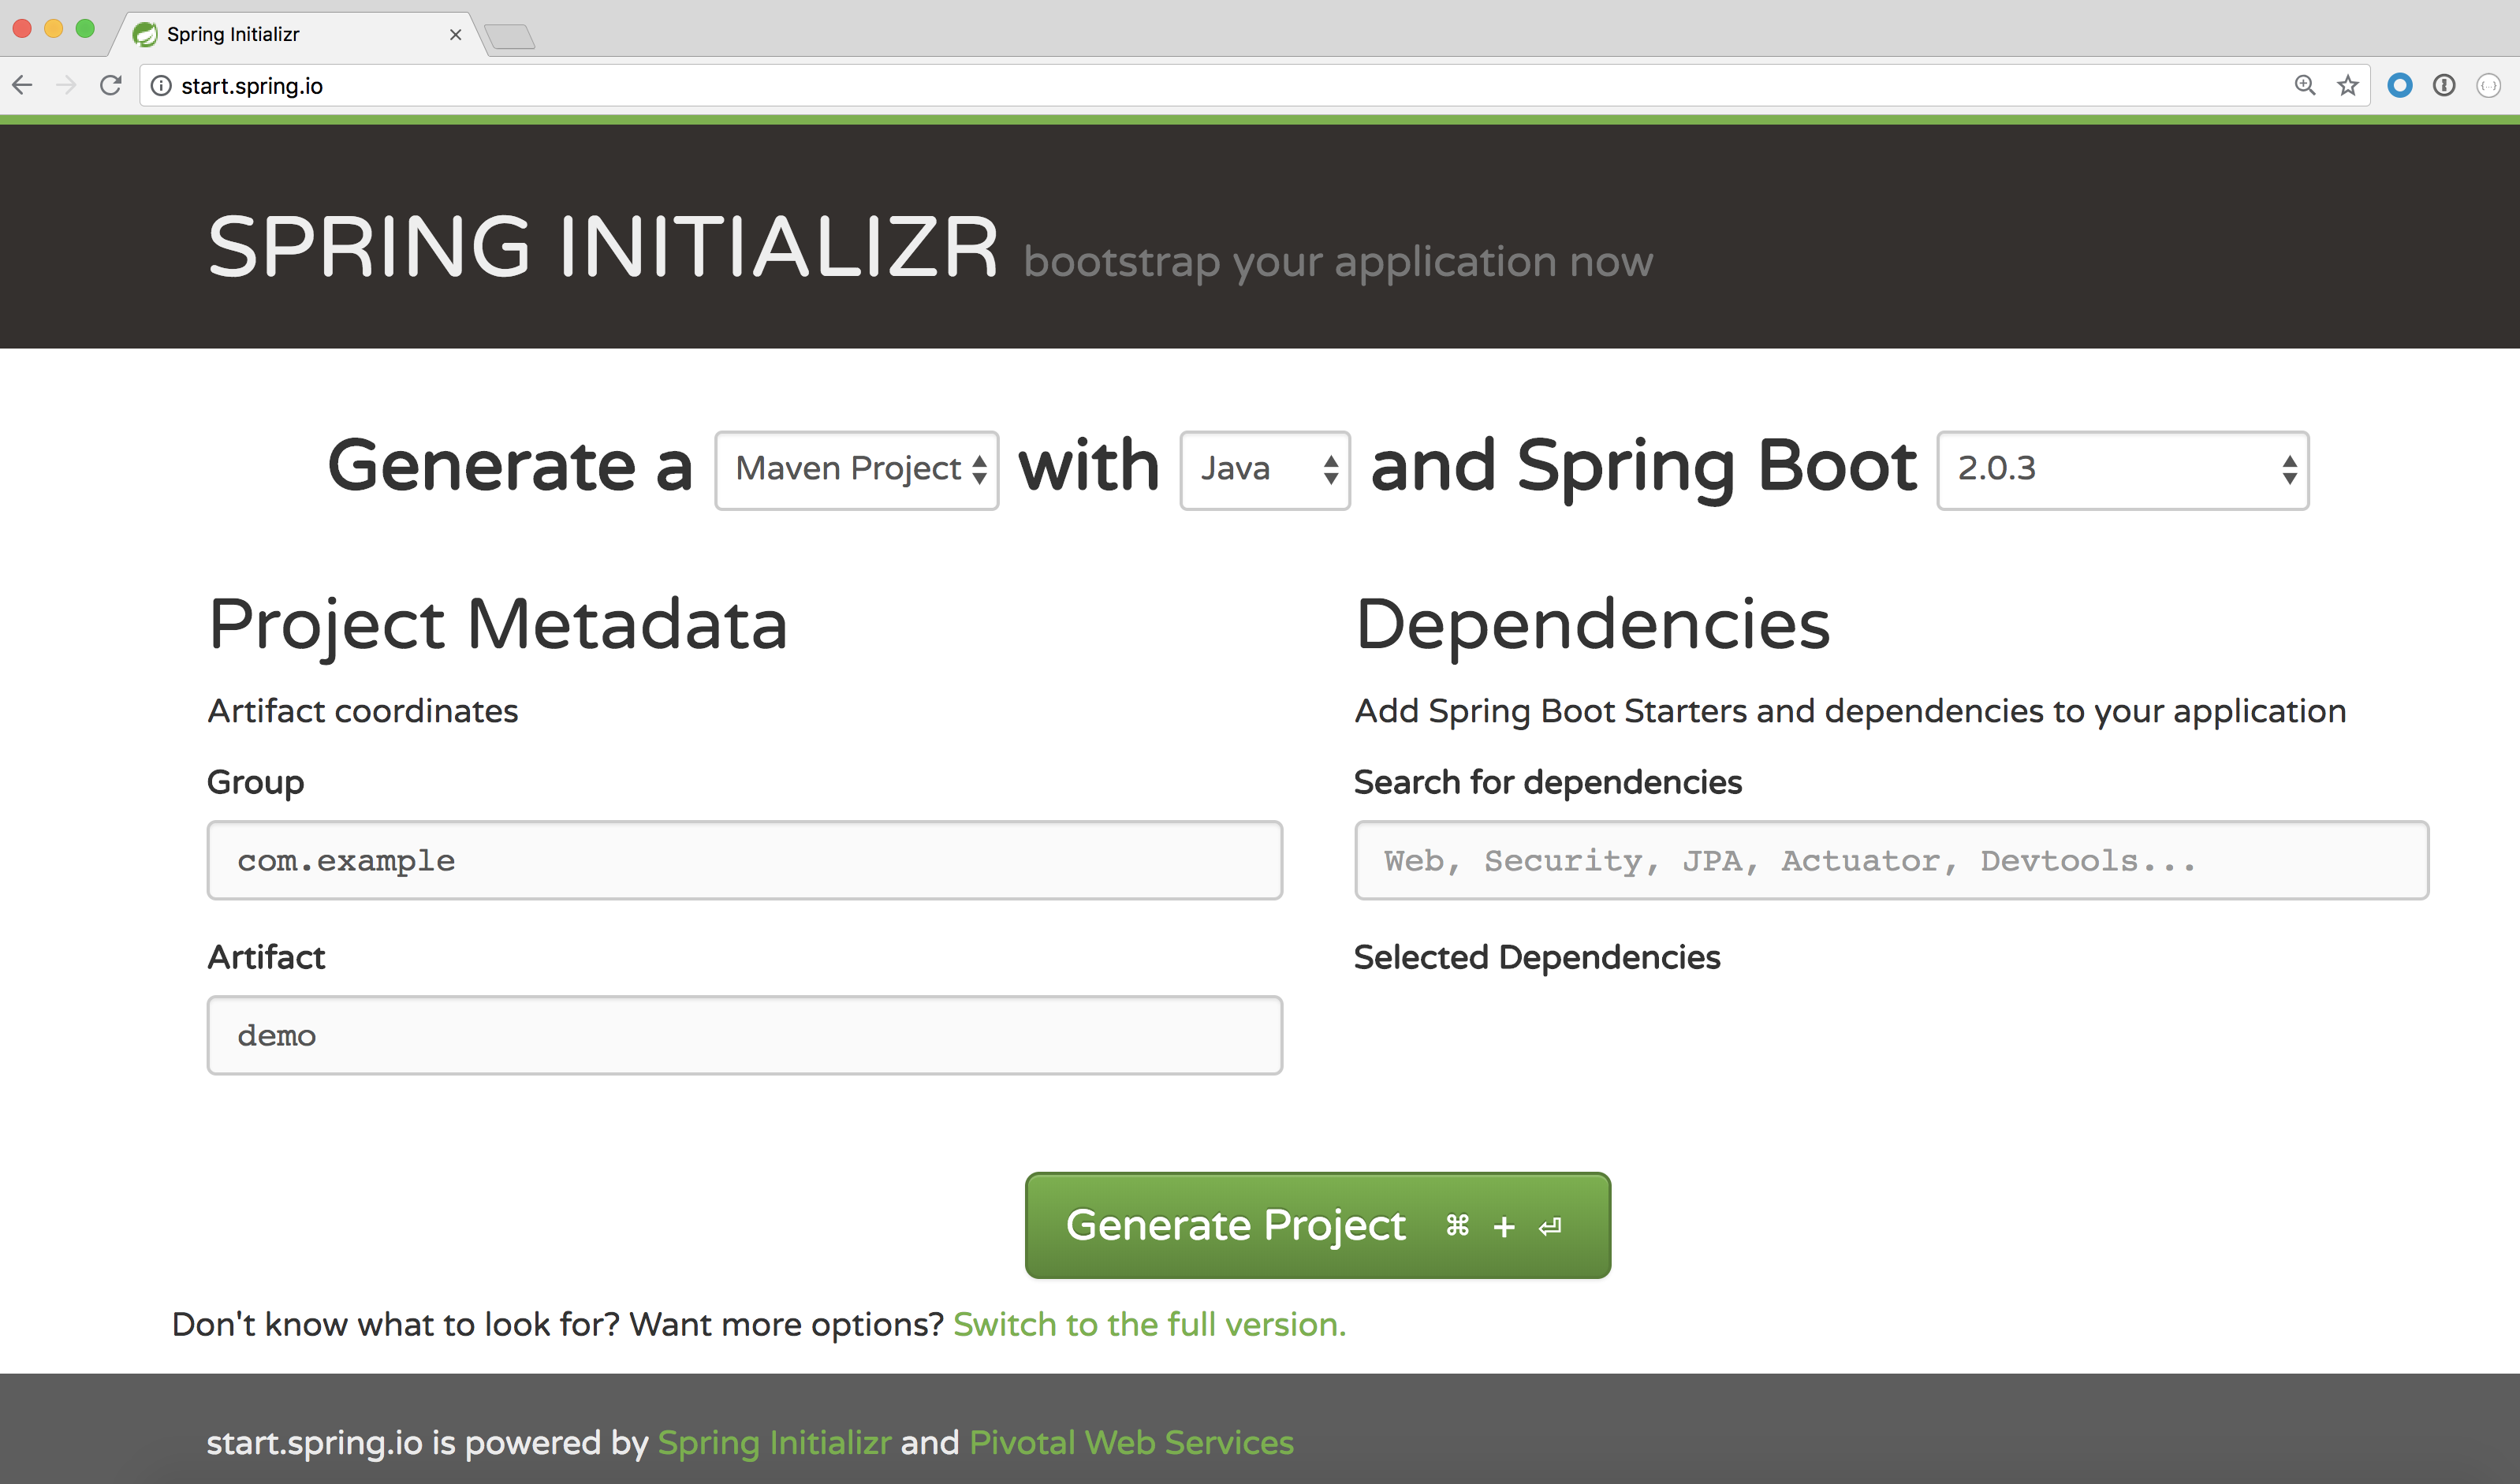 Spring Initializr
start.spring.io
SPRING INITIALIZR bootstrap your application now
Generate a Maven Project with Java and Spring Boot 2.0.3
Project Metadata
Artifact coordinates
Group
com.example
Artifact
demo
Dependencies
Add Spring Boot Starters and dependencies to your application
Search for dependencies
Web, Security, JPA, Actuator, Devtools...
Selected Dependencies
Generate Project ⌘ + ⏎
Don't know what to look for? Want more options? Switch to the full version.
start.spring.io is powered by Spring Initializr and Pivotal Web Services